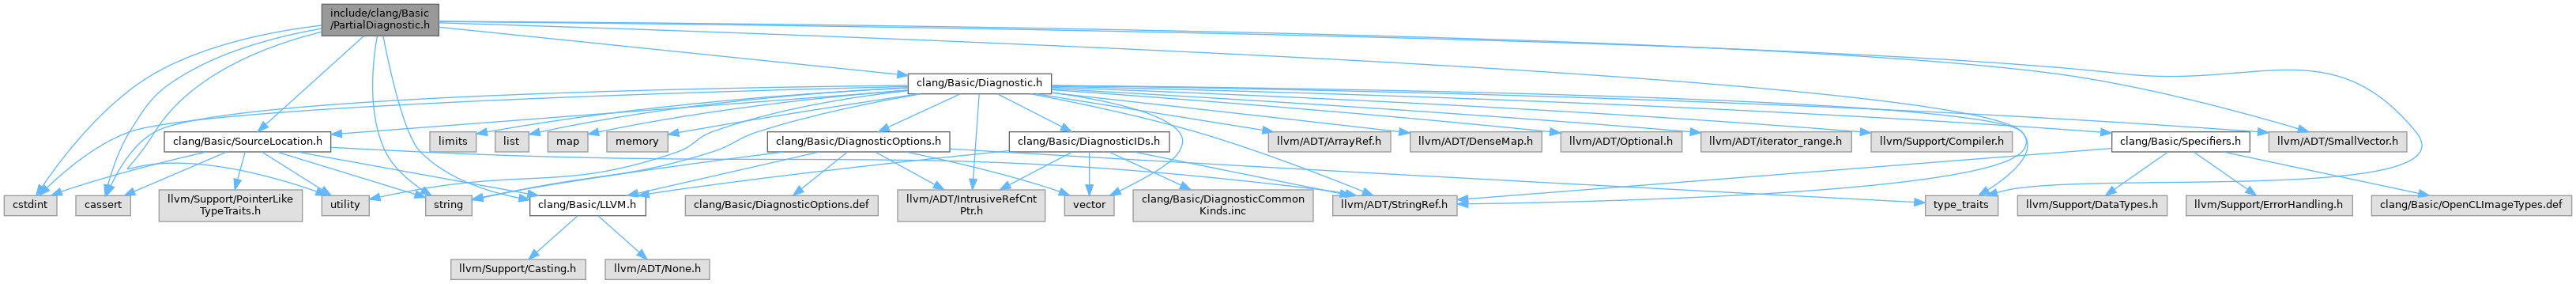 include/clang/Basic
/PartialDiagnostic.h
clang/Basic/Diagnostic.h
clang/Basic/SourceLocation.h
limits
list
map
memory
clang/Basic/DiagnosticOptions.h
clang/Basic/DiagnosticIDs.h
llvm/ADT/ArrayRef.h
llvm/ADT/DenseMap.h
llvm/ADT/Optional.h
llvm/ADT/iterator_range.h
llvm/Support/Compiler.h
clang/Basic/Specifiers.h
llvm/ADT/SmallVector.h
cstdint
cassert
llvm/Support/PointerLike
TypeTraits.h
utility
string
clang/Basic/LLVM.h
clang/Basic/DiagnosticOptions.def
llvm/ADT/IntrusiveRefCnt
Ptr.h
vector
clang/Basic/DiagnosticCommon
Kinds.inc
llvm/ADT/StringRef.h
type_traits
llvm/Support/DataTypes.h
llvm/Support/ErrorHandling.h
clang/Basic/OpenCLImageTypes.def
llvm/Support/Casting.h
llvm/ADT/None.h